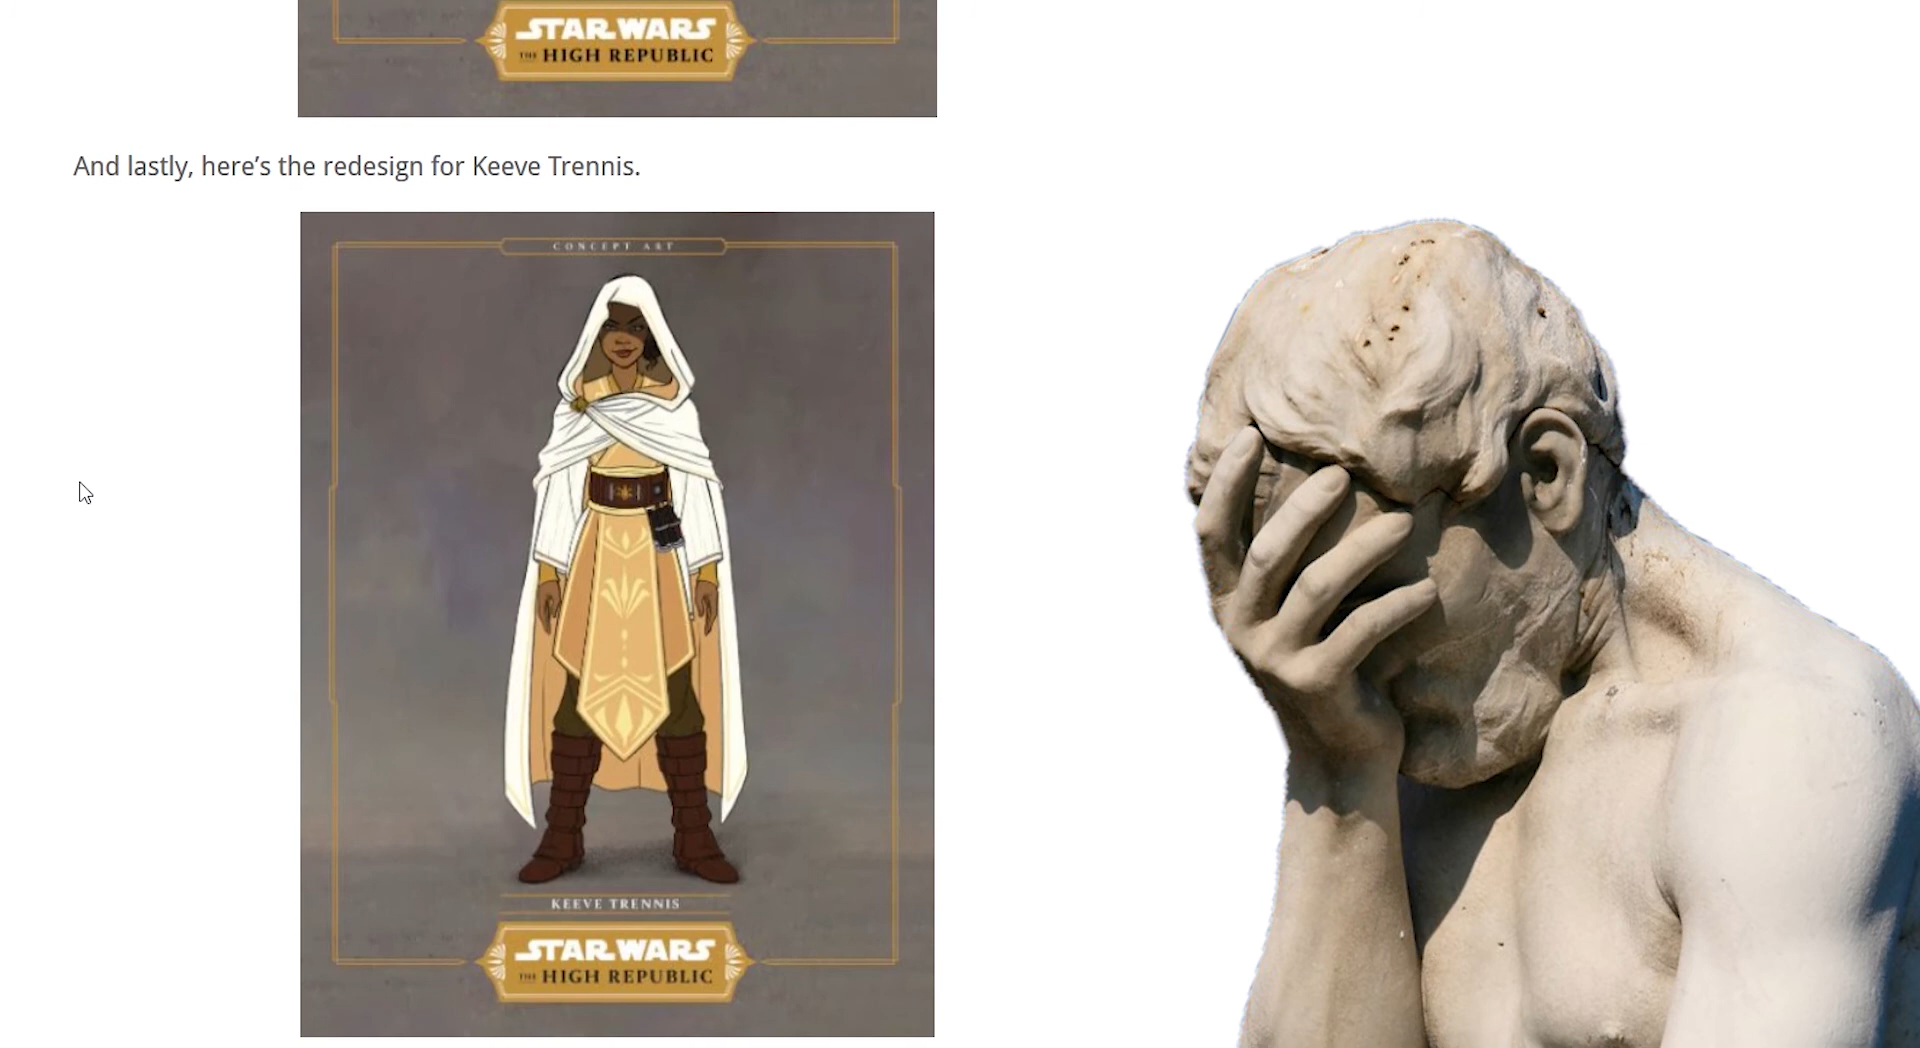 STAR WARS
THE HIGH REPUBLIC
And lastly, here’s the redesign for Keeve Trennis.
CONCEPT ART
KEEVE TRENNIS
STAR WARS
THE HIGH REPUBLIC